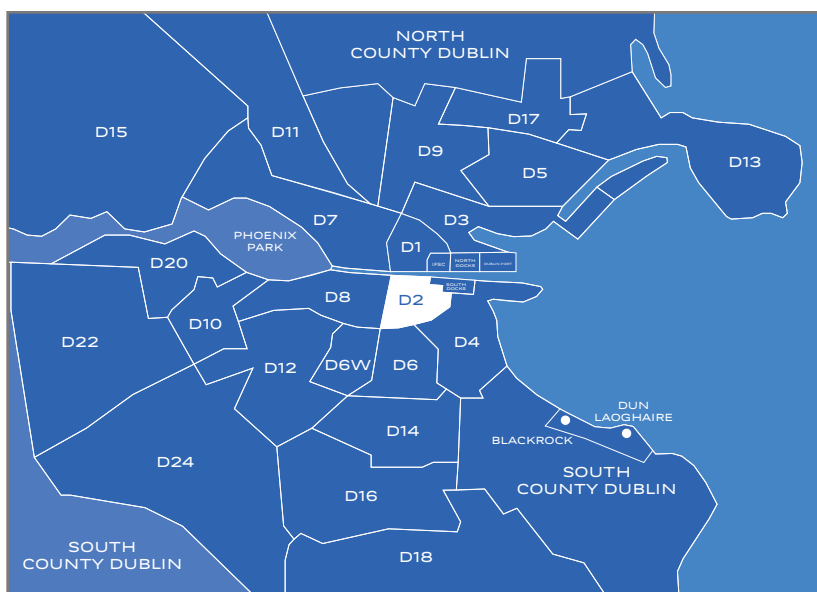 NORTH
COUNTY DUBLIN
D15
D11
D17
D9
D5
D13
D7
D3
PHOENIX
PARK
D1
D20
IFSC
NORTH
DOCKS
DUBLIN PORT
SOUTH
DOCKS
D8
D2
D10
D22
D4
D12
D6W
D6
DUN
LAOGHAIRE
D14
BLACKROCK
D24
SOUTH
COUNTY DUBLIN
D16
SOUTH
COUNTY DUBLIN
D18